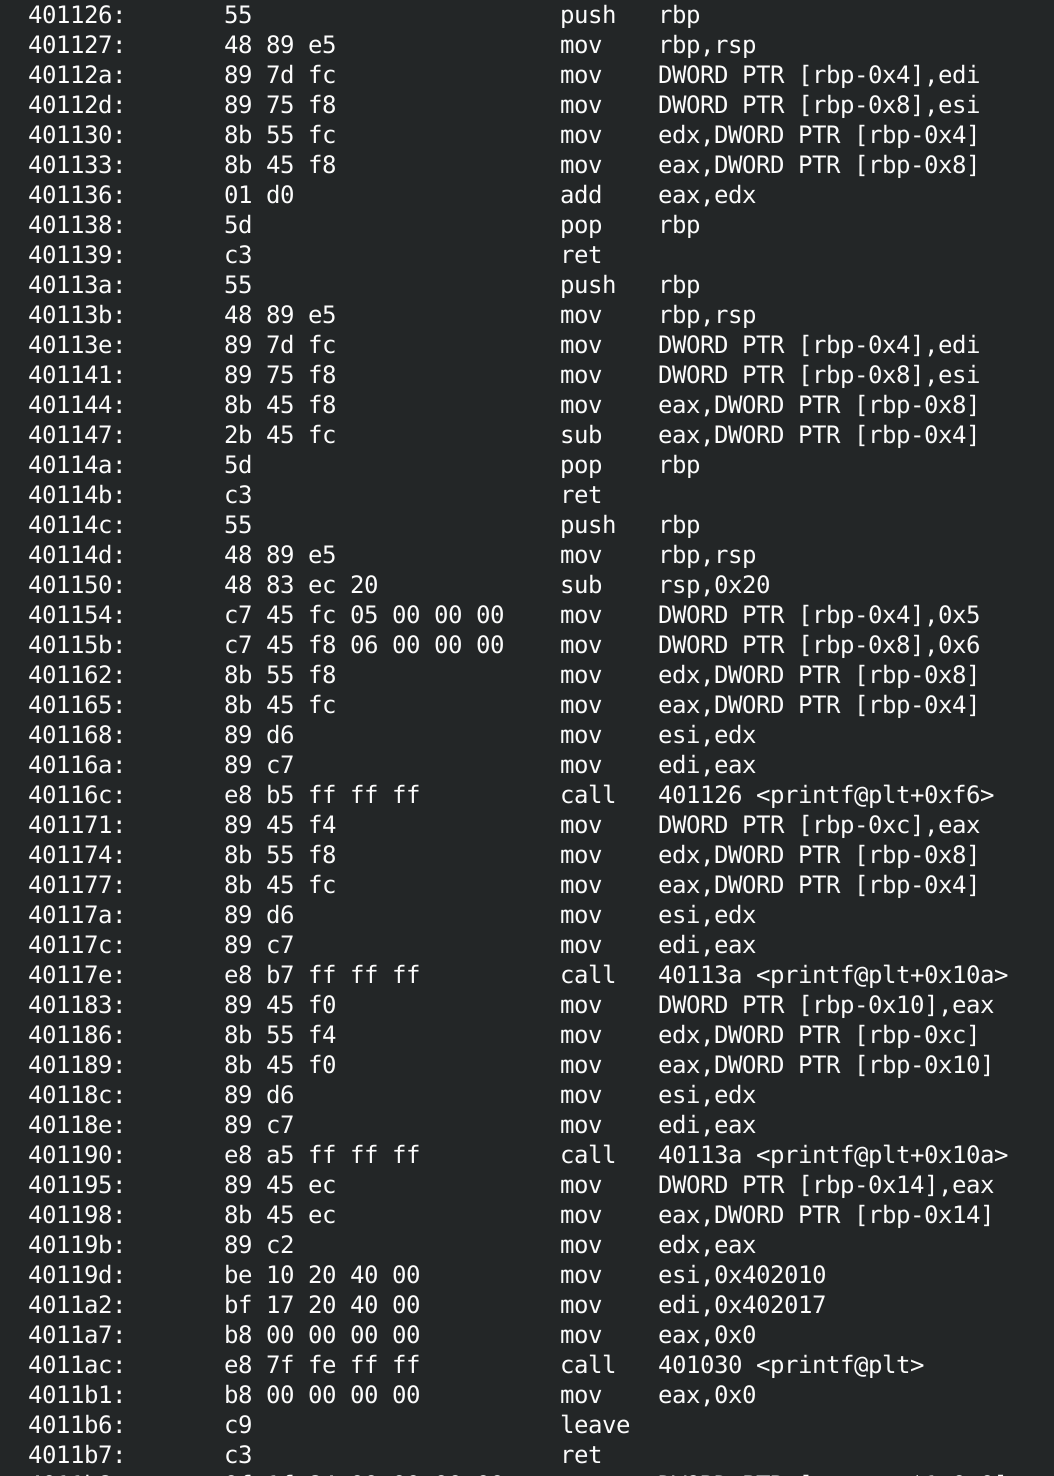 401126: 55 push rbp
401127: 48 89 e5 mov rbp,rsp
40112a: 89 7d fc mov DWORD PTR [rbp-0x4],edi
40112d: 89 75 f8 mov DWORD PTR [rbp-0x8],esi
401130: 8b 55 fc mov edx,DWORD PTR [rbp-0x4]
401133: 8b 45 f8 mov eax,DWORD PTR [rbp-0x8]
401136: 01 d0 add eax,edx
401138: 5d pop rbp
401139: c3 ret
40113a: 55 push rbp
40113b: 48 89 e5 mov rbp,rsp
40113e: 89 7d fc mov DWORD PTR [rbp-0x4],edi
401141: 89 75 f8 mov DWORD PTR [rbp-0x8],esi
401144: 8b 45 f8 mov eax,DWORD PTR [rbp-0x8]
401147: 2b 45 fc sub eax,DWORD PTR [rbp-0x4]
40114a: 5d pop rbp
40114b: c3 ret
40114c: 55 push rbp
40114d: 48 89 e5 mov rbp,rsp
401150: 48 83 ec 20 sub rsp,0x20
401154: c7 45 fc 05 00 00 00 mov DWORD PTR [rbp-0x4],0x5
40115b: c7 45 f8 06 00 00 00 mov DWORD PTR [rbp-0x8],0x6
401162: 8b 55 f8 mov edx,DWORD PTR [rbp-0x8]
401165: 8b 45 fc mov eax,DWORD PTR [rbp-0x4]
401168: 89 d6 mov esi,edx
40116a: 89 c7 mov edi,eax
40116c: e8 b5 ff ff ff call 401126 <printf@plt+0xf6>
401171: 89 45 f4 mov DWORD PTR [rbp-0xc],eax
401174: 8b 55 f8 mov edx,DWORD PTR [rbp-0x8]
401177: 8b 45 fc mov eax,DWORD PTR [rbp-0x4]
40117a: 89 d6 mov esi,edx
40117c: 89 c7 mov edi,eax
40117e: e8 b7 ff ff ff call 40113a <printf@plt+0x10a>
401183: 89 45 f0 mov DWORD PTR [rbp-0x10],eax
401186: 8b 55 f4 mov edx,DWORD PTR [rbp-0xc]
401189: 8b 45 f0 mov eax,DWORD PTR [rbp-0x10]
40118c: 89 d6 mov esi,edx
40118e: 89 c7 mov edi,eax
401190: e8 a5 ff ff ff call 40113a <printf@plt+0x10a>
401195: 89 45 ec mov DWORD PTR [rbp-0x14],eax
401198: 8b 45 ec mov eax,DWORD PTR [rbp-0x14]
40119b: 89 c2 mov edx,eax
40119d: be 10 20 40 00 mov esi,0x402010
4011a2: bf 17 20 40 00 mov edi,0x402017
4011a7: b8 00 00 00 00 mov eax,0x0
4011ac: e8 7f fe ff ff call 401030 <printf@plt>
4011b1: b8 00 00 00 00 mov eax,0x0
4011b6: c9 leave
4011b7: c3 ret